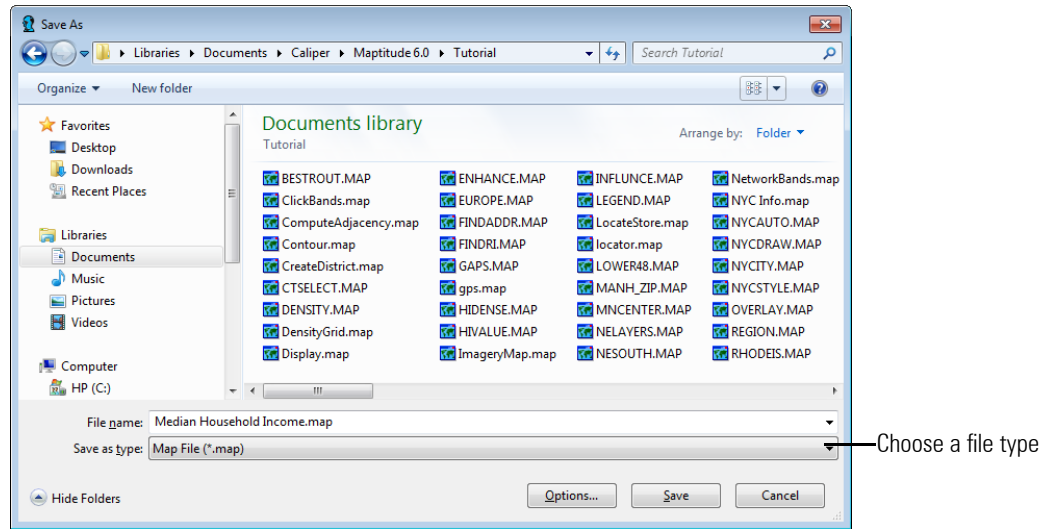 Save As
Libraries Documents Caliper Maptitude 6.0 Tutorial Search Tutorial
Organize New folder
Favorites
Desktop
Downloads
Recent Places
Libraries
Documents
Music
Pictures
Videos
Computer
HP (C:)
Documents library
Tutorial
Arrange by: Folder
BESTROUT.MAP ENHANCE.MAP INFLUNCE.MAP NetworkBands.map
ClickBands.map EUROPE.MAP LEGEND.MAP NYC Info.map
ComputeAdjacency.map FINDADDR.MAP LocateStore.map NYCAUTO.MAP
Contour.map FINDRI.MAP locator.map NYCDRAW.MAP
CreateDistrict.map GAPS.MAP LOWER48.MAP NYCITY.MAP
CTSELECT.MAP gps.map MANH_ZIP.MAP NYCSTYLE.MAP
DENSITY.MAP HIDENSE.MAP MNCENTER.MAP OVERLAY.MAP
DensityGrid.map HIVALUE.MAP NELAYERS.MAP REGION.MAP
Display.map ImageryMap.map NESOUTH.MAP RHODEIS.MAP
File name: Median Household Income.map
Save as type: Map File (*.map)
Choose a file type
Hide Folders Options... Save Cancel